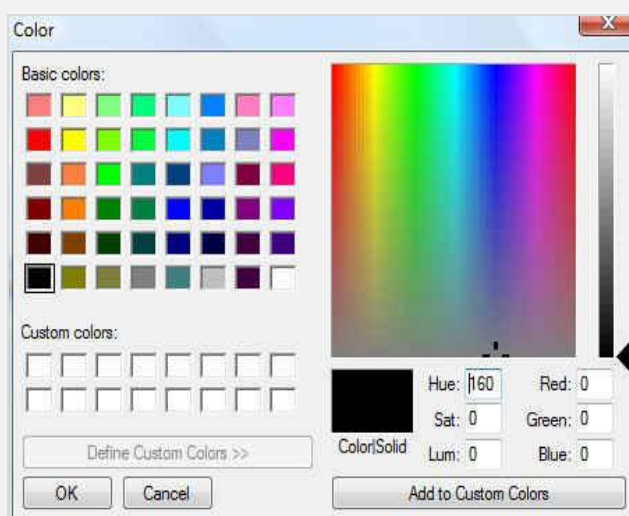 Color
X
Basic colors:
Custom colors:
Define Custom Colors >>
OK Cancel
Color|Solid
Hue: 160 Red: 0
Sat: 0 Green: 0
Lum: 0 Blue: 0
Add to Custom Colors